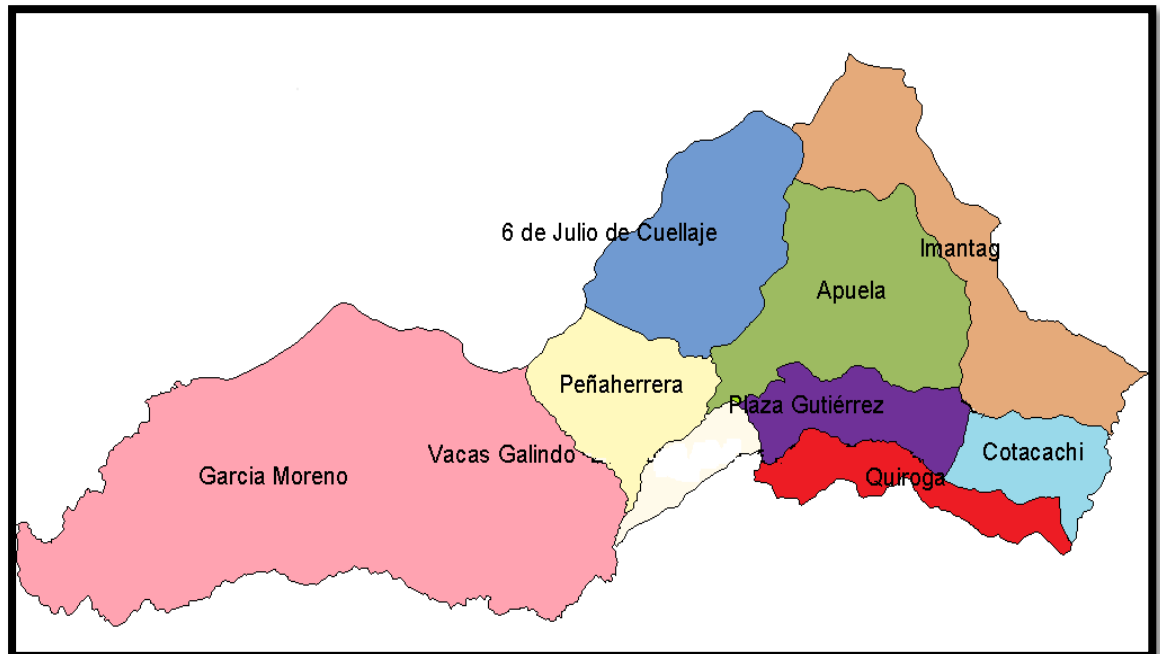 6 de Julio de Cuellaje
Imantag
Apuela
Peñaherrera
Plaza Gutiérrez
Vacas Galindo
Cotacachi
Garcia Moreno
Quiroga